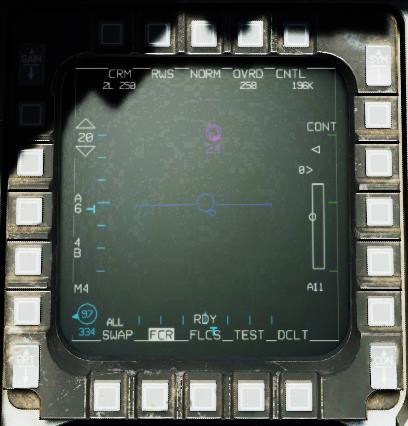 GAIN
SYM
CRM RWS NORM OVRD CNTL
2L 250 250 196K
20
24
CONT
0>
A
6
4
B
M4
A11
97
334
ALL
RDY
SWAP FCR FLCS TEST DCLT
BRT
CON